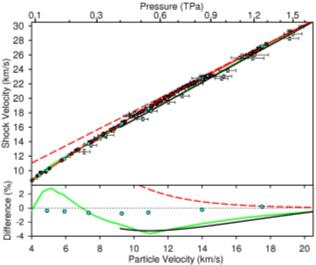 Pressure (TPa)
0,1 0,3 0,6 0,9 1,2 1,5
Shock Velocity (km/s)
30
28
26
24
22
20
18
16
14
12
10
Difference (%)
2
0
-2
-4
4 6 8 10 12 14 16 18 20
Particle Velocity (km/s)